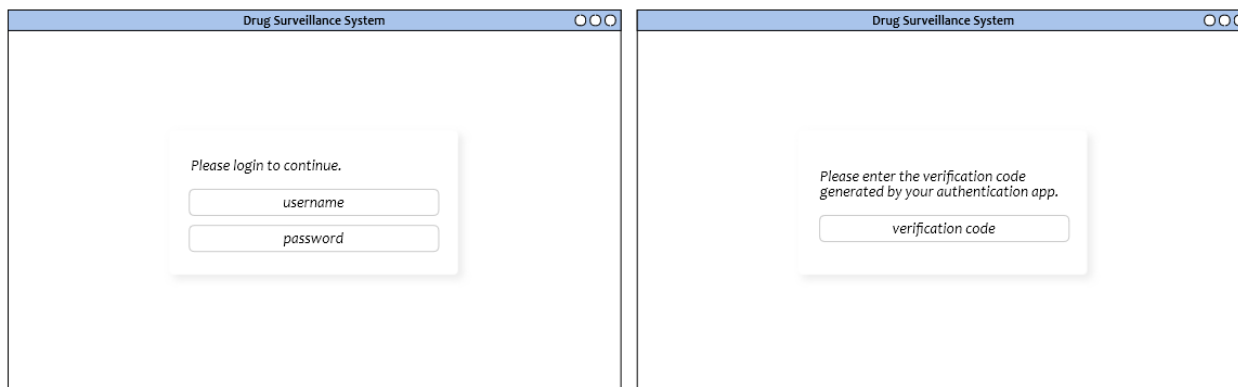 Drug Surveillance System
Please login to continue.
username
password
Drug Surveillance System
Please enter the verification code
generated by your authentication app.
verification code